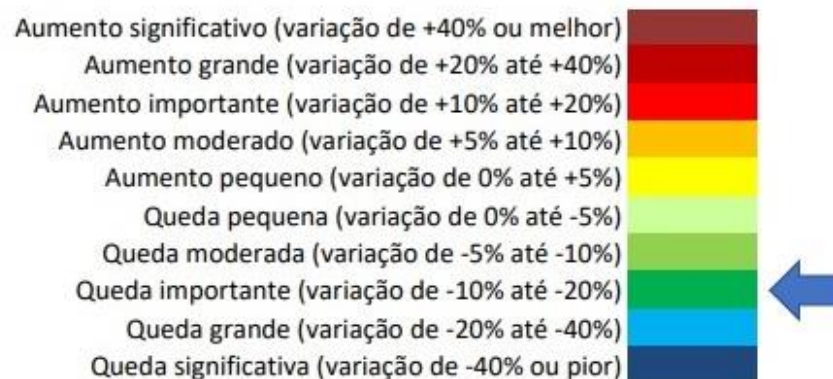 Aumento significativo (variação de +40% ou melhor)
Aumento grande (variação de +20% até +40%)
Aumento importante (variação de +10% até +20%)
Aumento moderado (variação de +5% até +10%)
Aumento pequeno (variação de 0% até +5%)
Queda pequena (variação de 0% até -5%)
Queda moderada (variação de -5% até -10%)
Queda importante (variação de -10% até -20%)
Queda grande (variação de -20% até -40%)
Queda significativa (variação de -40% ou pior)